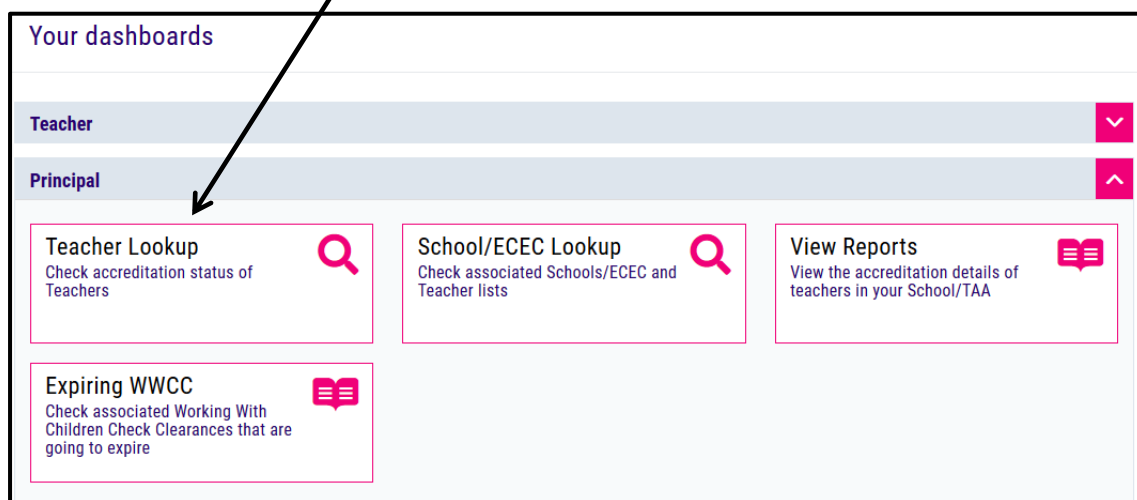 Your dashboards
Teacher
Principal
Teacher Lookup
Check accreditation status of
Teachers
School/ECEC Lookup
Check associated Schools/ECEC and
Teacher lists
View Reports
View the accreditation details of
teachers in your School/TAA
Expiring WWCC
Check associated Working With
Children Check Clearances that are
going to expire